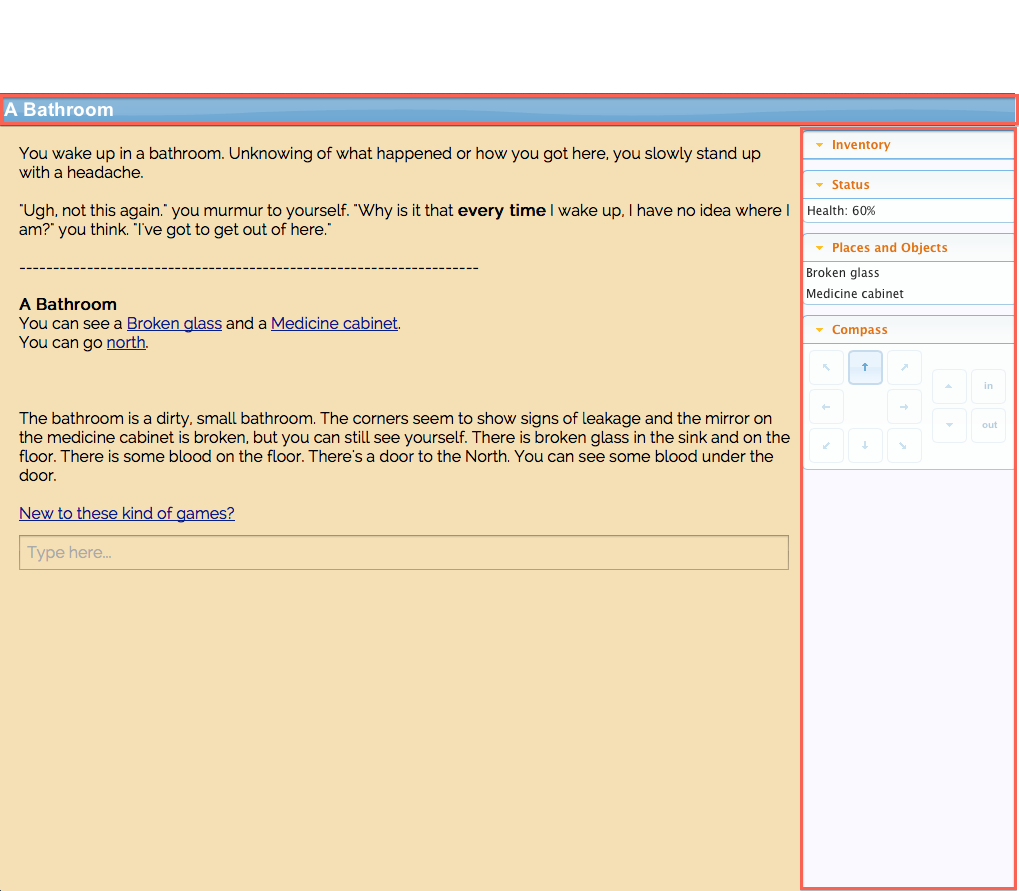 A Bathroom
You wake up in a bathroom. Unknowing of what happened or how you got here, you slowly stand up
with a headache.
"Ugh, not this again." you murmur to yourself. "Why is it that every time I wake up, I have no idea where I
am?" you think. "I've got to get out of here."
--------------------------------------------------------------------
A Bathroom
You can see a Broken glass and a Medicine cabinet.
You can go north.
The bathroom is a dirty, small bathroom. The corners seem to show signs of leakage and the mirror on
the medicine cabinet is broken, but you can still see yourself. There is broken glass in the sink and on the
floor. There is some blood on the floor. There's a door to the North. You can see some blood under the
door.
New to these kind of games?
Type here...
Inventory
Status
Health: 60%
Places and Objects
Broken glass
Medicine cabinet
Compass
in
out